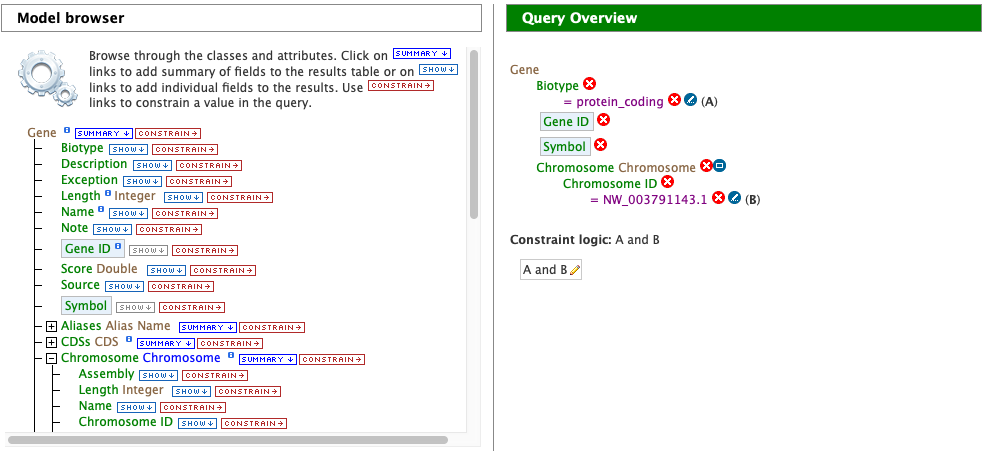 Model browser
Browse through the classes and attributes. Click on SUMMARY ↓
links to add summary of fields to the results table or on SHOW ↓
links to add individual fields to the results. Use CONSTRAIN →
links to constrain a value in the query.
Gene i SUMMARY ↓ CONSTRAIN →
Biotype SHOW ↓ CONSTRAIN →
Description SHOW ↓ CONSTRAIN →
Exception SHOW ↓ CONSTRAIN →
Length i Integer SHOW ↓ CONSTRAIN →
Name i SHOW ↓ CONSTRAIN →
Note SHOW ↓ CONSTRAIN →
Gene ID i SHOW ↓ CONSTRAIN →
Score Double SHOW ↓ CONSTRAIN →
Source SHOW ↓ CONSTRAIN →
Symbol SHOW ↓ CONSTRAIN →
Aliases Alias Name SUMMARY ↓ CONSTRAIN →
CDSs CDS i SUMMARY ↓ CONSTRAIN →
Chromosome Chromosome i SUMMARY ↓ CONSTRAIN →
Assembly SHOW ↓ CONSTRAIN →
Length Integer SHOW ↓ CONSTRAIN →
Name SHOW ↓ CONSTRAIN →
Chromosome ID SHOW ↓ CONSTRAIN →
Query Overview
Gene
Biotype
= protein_coding (A)
Gene ID
Symbol
Chromosome Chromosome
Chromosome ID
= NW_003791143.1 (B)
Constraint logic: A and B
A and B